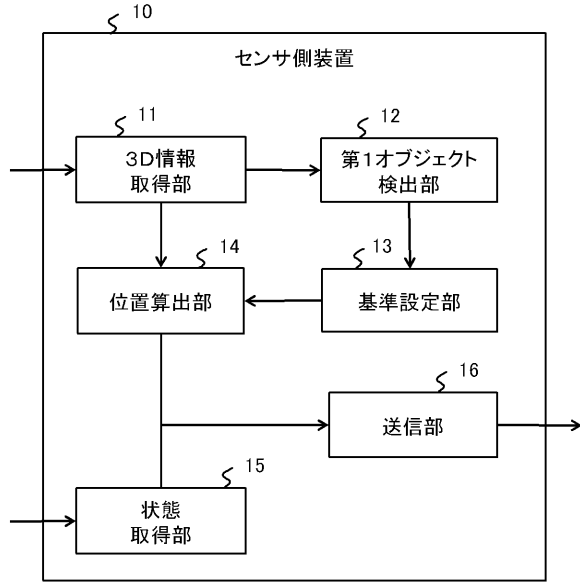 10
センサ側装置
11
3D情報
取得部
12
第1オブジェクト
検出部
14
位置算出部
13
基準設定部
16
送信部
15
状態
取得部